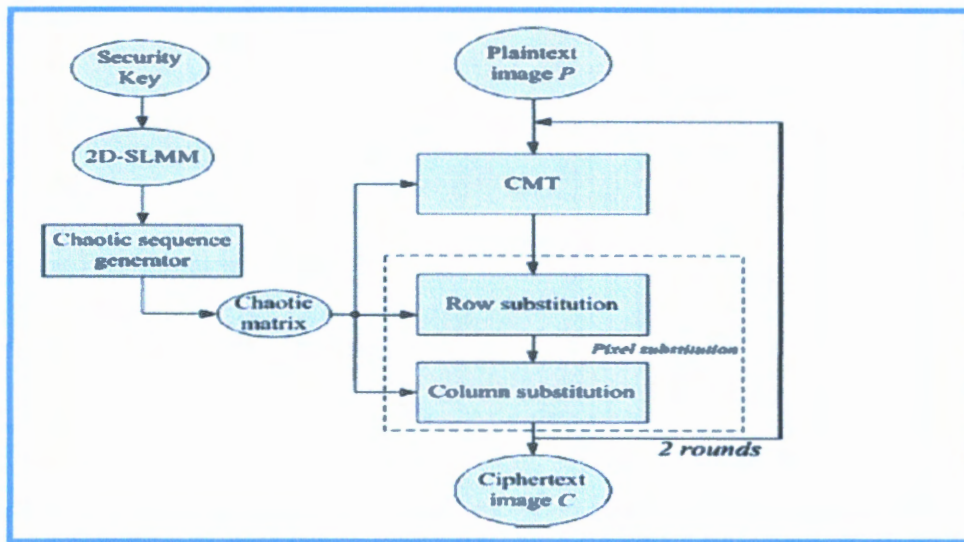 Security
Key
2D-SLMM
Chaotic sequence
generator
Chaotic
matrix
Plaintext
image P
CMT
Row substitution
Pixel substitution
Column substitution
2 rounds
Ciphertext
image C